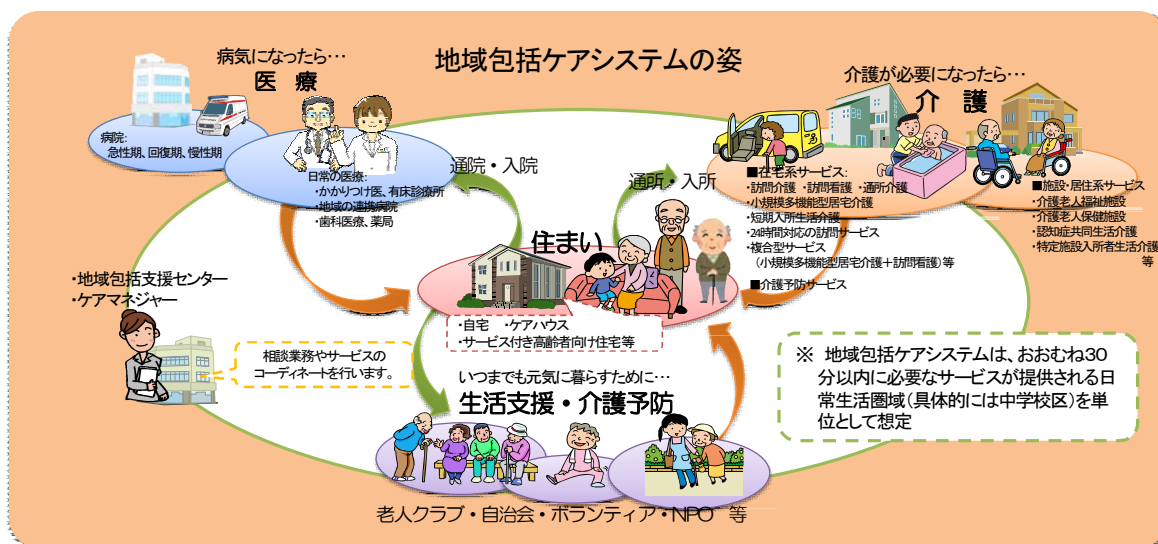 地域包括ケアシステムの姿
病気になったら…
医 療
病院:
急性期、回復期、慢性期
日常の医療:
・かかりつけ医、有床診療所
・地域の連携病院
・歯科医療、薬局
通院・入院
通所・入所
介護が必要になったら…
介 護
■在宅系サービス:
・訪問介護 ・訪問看護 ・通所介護
・小規模多機能型居宅介護
・短期入所生活介護
・24時間対応の訪問サービス
・複合型サービス
（小規模多機能型居宅介護＋訪問看護）等
■介護予防サービス
■施設・居住系サービス
・介護老人福祉施設
・介護老人保健施設
・認知症共同生活介護
・特定施設入所者生活介護
等
住まい
・自宅 ・ケアハウス
・サービス付き高齢者向け住宅等
・地域包括支援センター
・ケアマネジャー
相談業務やサービスの
コーディネートを行います。
いつまでも元気に暮らすために…
生活支援・介護予防
老人クラブ・自治会・ボランティア・NPO 等
※ 地域包括ケアシステムは、おおむね30
分以内に必要なサービスが提供される日
常生活圏域（具体的には中学校区）を単
位として想定